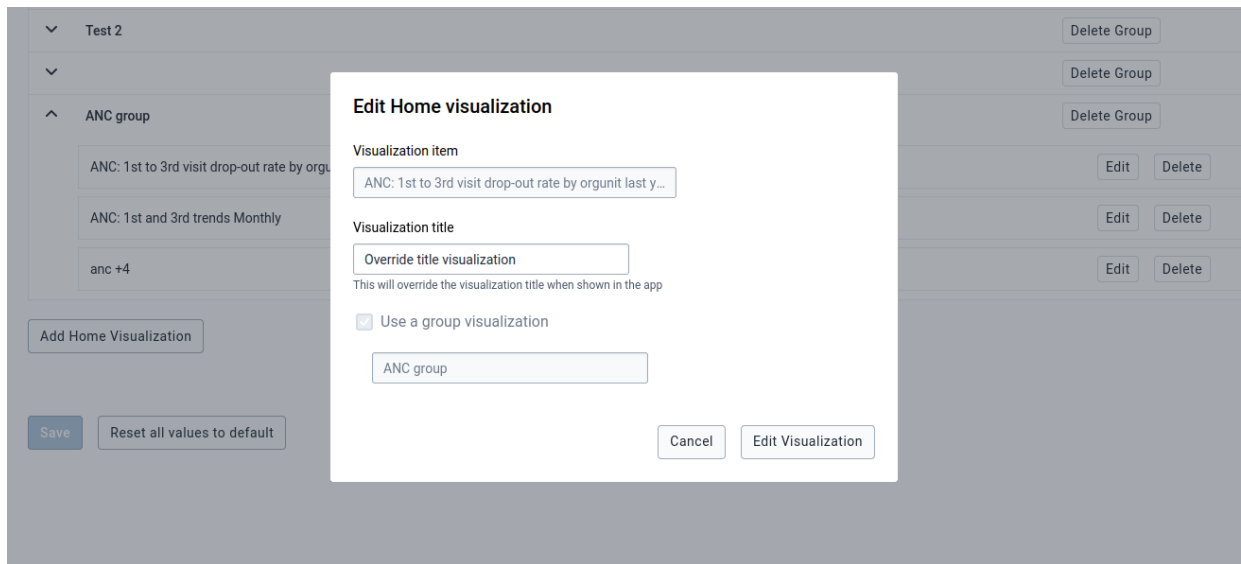 Test 2
Delete Group
Delete Group
ANC group
Delete Group
ANC: 1st to 3rd visit drop-out rate by orgu
Edit
Delete
ANC: 1st and 3rd trends Monthly
Edit
Delete
anc +4
Edit
Delete
Add Home Visualization
Save
Reset all values to default
Edit Home visualization
Visualization item
ANC: 1st to 3rd visit drop-out rate by orgunit last y...
Visualization title
Override title visualization
This will override the visualization title when shown in the app
Use a group visualization
ANC group
Cancel
Edit Visualization